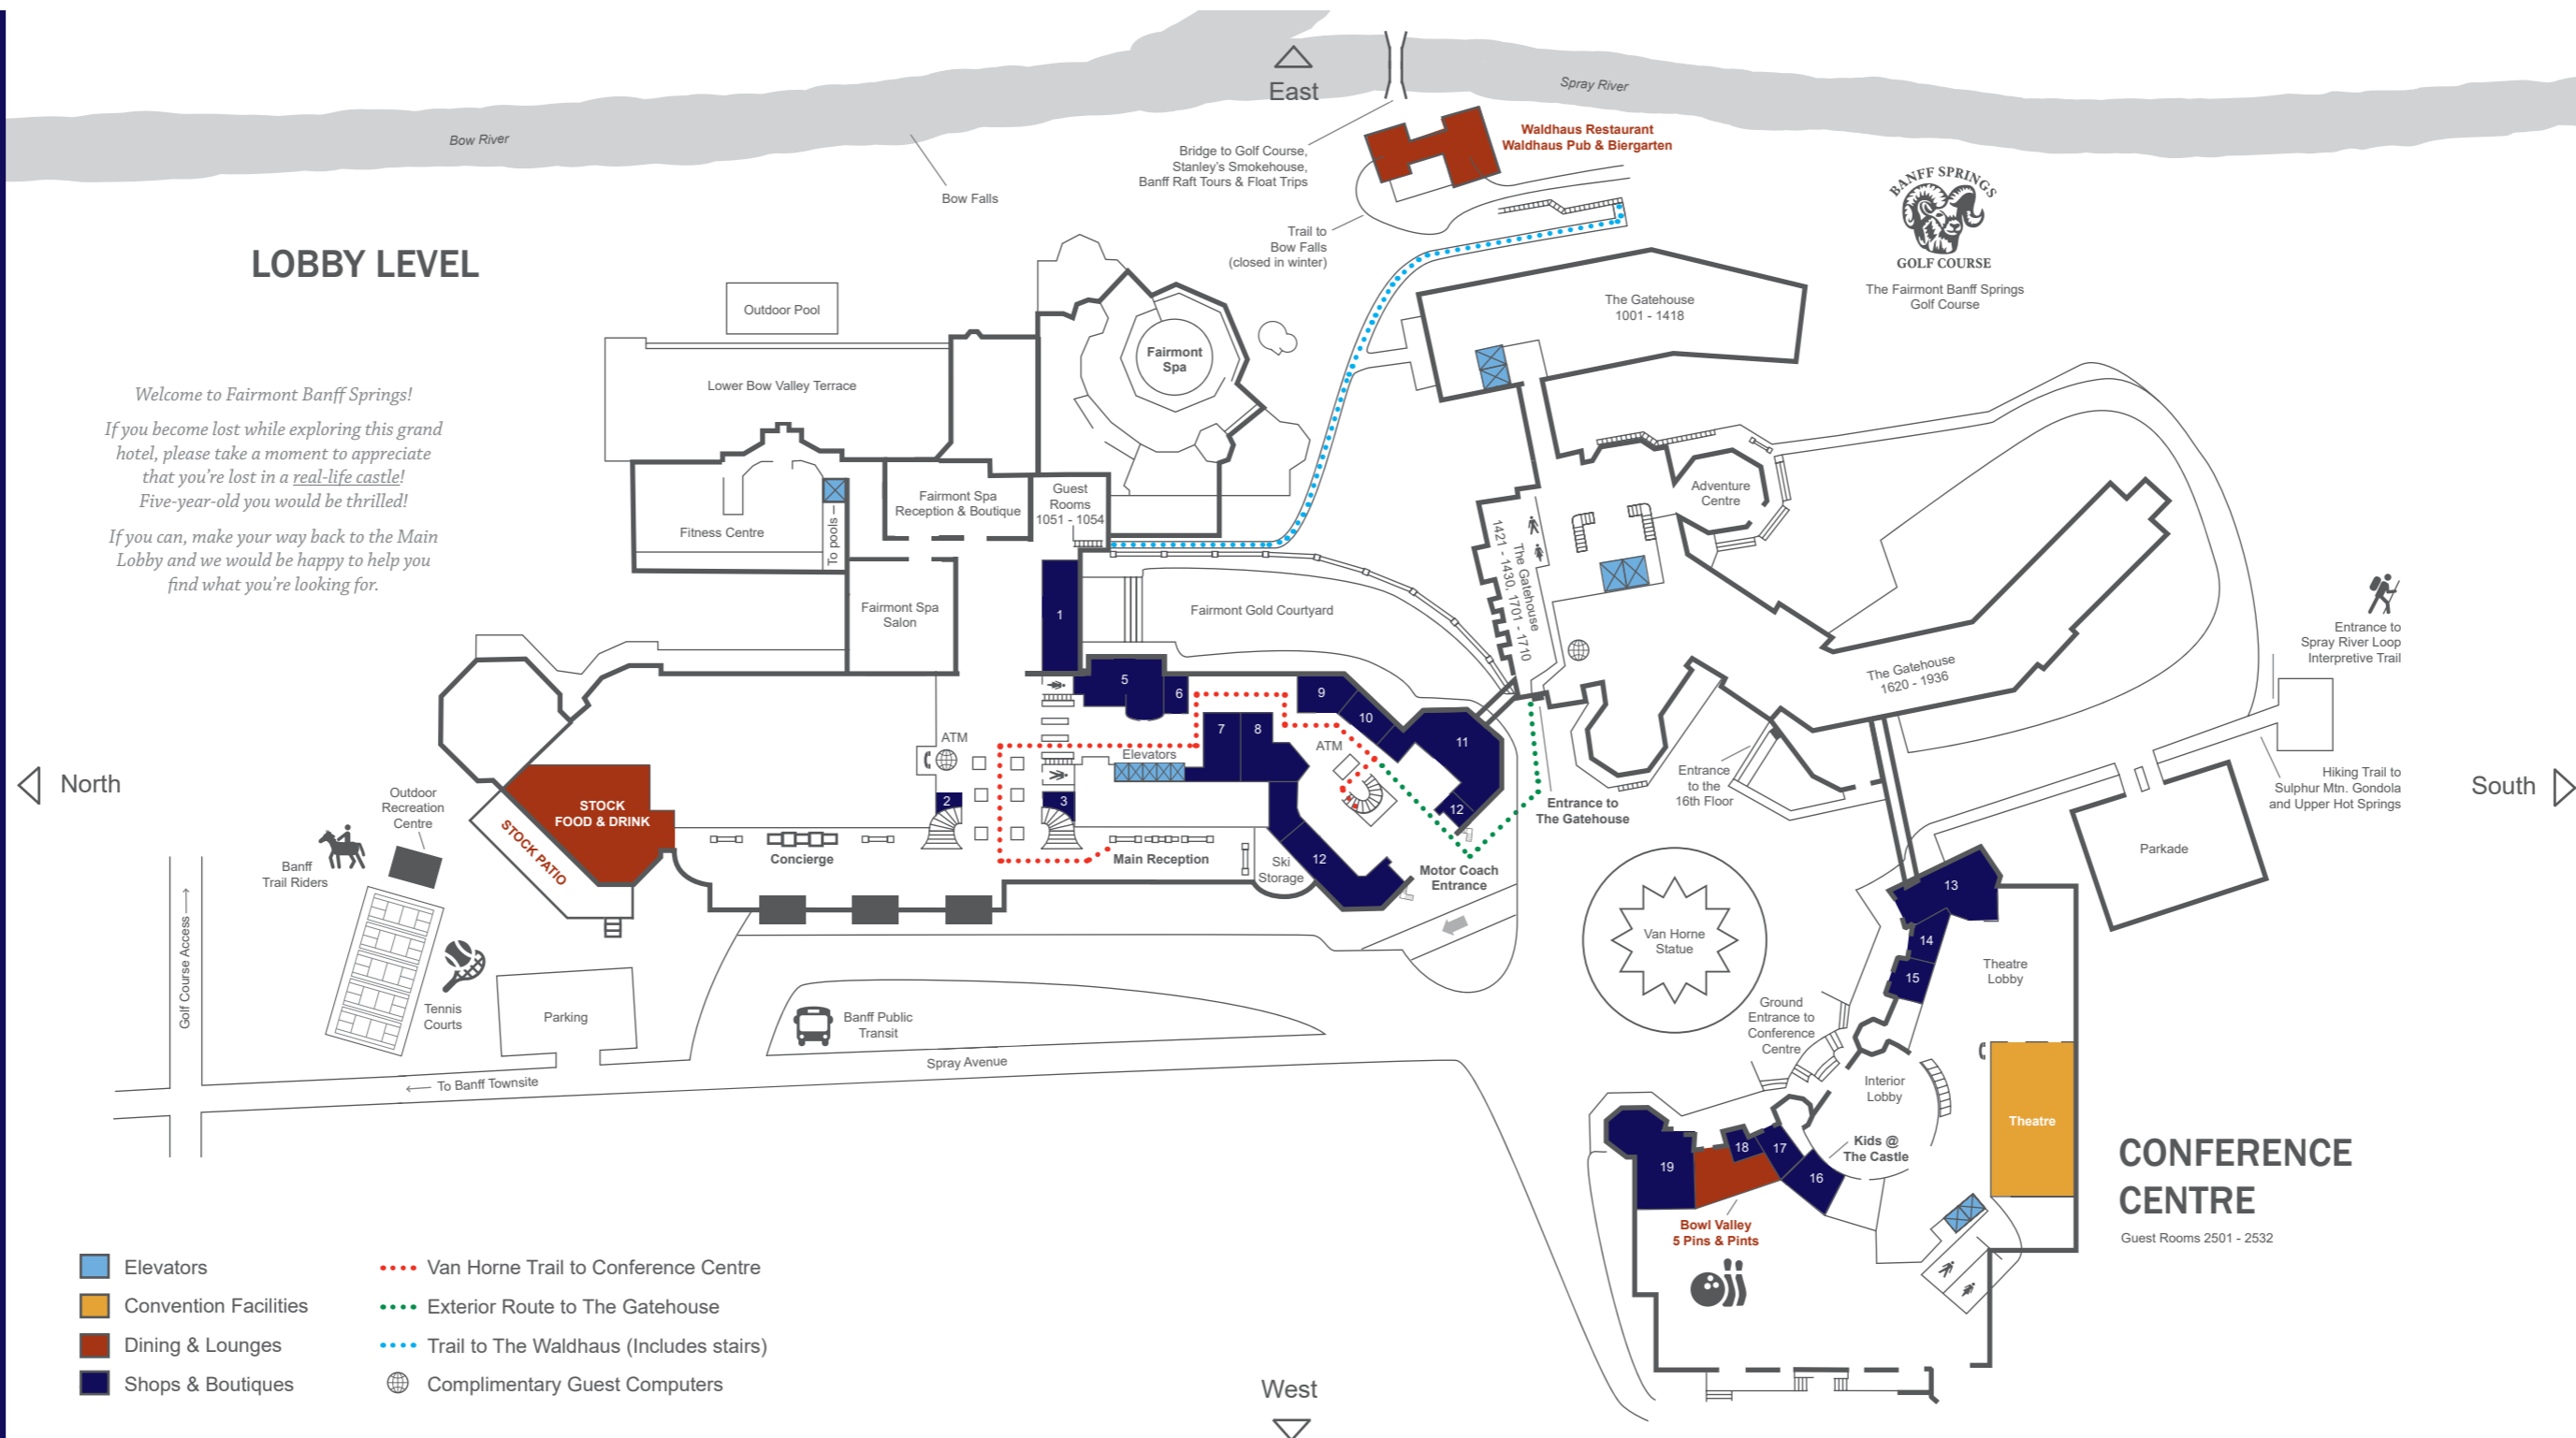 East
Spray River
Bow River
Waldhaus Restaurant
Waldhaus Pub & Biergarten
Bridge to Golf Course,
Stanley's Smokehouse,
Banff Raft Tours & Float Trips
Bow Falls
BANFF SPRINGS
GOLF COURSE
The Fairmont Banff Springs
Golf Course
Trail to
Bow Falls
(closed in winter)
LOBBY LEVEL
Outdoor Pool
The Gatehouse
1001 - 1418
Fairmont
Spa
Lower Bow Valley Terrace
Welcome to Fairmont Banff Springs!
If you become lost while exploring this grand
hotel, please take a moment to appreciate
that you're lost in a real-life castle!
Five-year-old you would be thrilled!
If you can, make your way back to the Main
Lobby and we would be happy to help you
find what you're looking for.
Fitness Centre
To pools
Fairmont Spa
Reception & Boutique
Guest
Rooms
1051 - 1054
Adventure
Centre
The Gatehouse
1421 - 1430, 1701 - 1710
Fairmont Spa
Salon
1
Fairmont Gold Courtyard
Entrance to
Spray River Loop
Interpretive Trail
The Gatehouse
1620 - 1936
5
6
9
10
7
8
11
ATM
ATM
Elevators
North
South
Outdoor
Recreation
Centre
STOCK
FOOD & DRINK
STOCK PATIO
2
3
12
Entrance
to the
16th Floor
Hiking Trail to
Sulphur Mtn. Gondola
and Upper Hot Springs
Entrance to
The Gatehouse
Banff
Trail Riders
Concierge
Main Reception
Ski
Storage
12
Motor Coach
Entrance
Parkade
13
14
15
Golf Course Access
Van Horne
Statue
Theatre
Lobby
Tennis
Courts
Parking
Banff Public
Transit
Ground
Entrance to
Conference
Centre
Spray Avenue
To Banff Townsite
Interior
Lobby
Theatre
Kids @
The Castle
19
18
17
16
CONFERENCE
CENTRE
Guest Rooms 2501 - 2532
Bowl Valley
5 Pins & Pints
Elevators
Convention Facilities
Dining & Lounges
Shops & Boutiques
Van Horne Trail to Conference Centre
Exterior Route to The Gatehouse
Trail to The Waldhaus (Includes stairs)
Complimentary Guest Computers
West